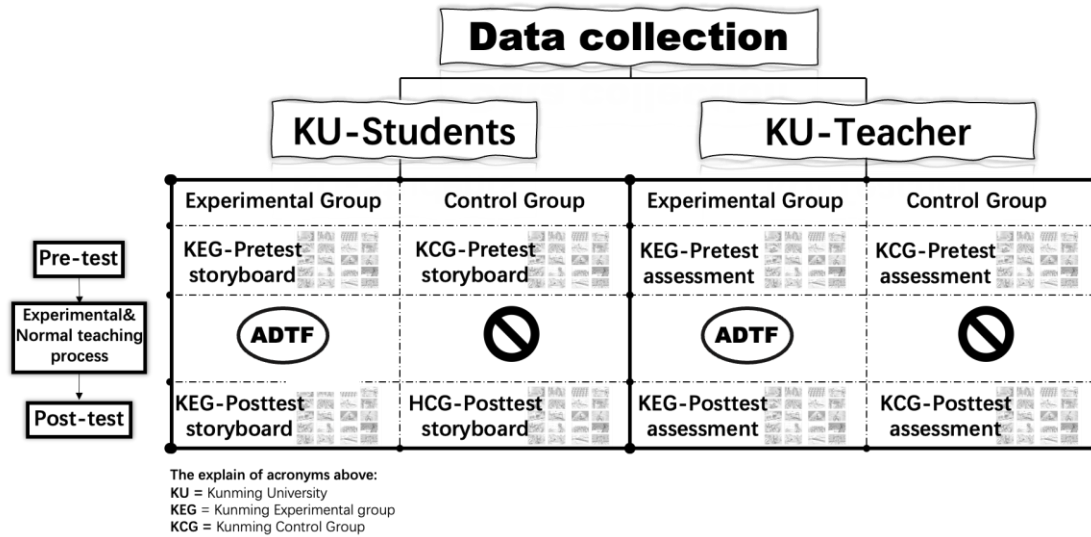 Data collection
KU-Students
KU-Teacher
Experimental Group
Control Group
Experimental Group
Control Group
Pre-test
KEG-Pretest
storyboard
KCG-Pretest
storyboard
KEG-Pretest
assessment
KCG-Pretest
assessment
Experimental&
Normal teaching
process
ADTF
ADTF
Post-test
KEG-Posttest
storyboard
HCG-Posttest
storyboard
KEG-Posttest
assessment
KCG-Posttest
assessment
The explain of acronyms above:
KU = Kunming University
KEG = Kunming Experimental group
KCG = Kunming Control Group